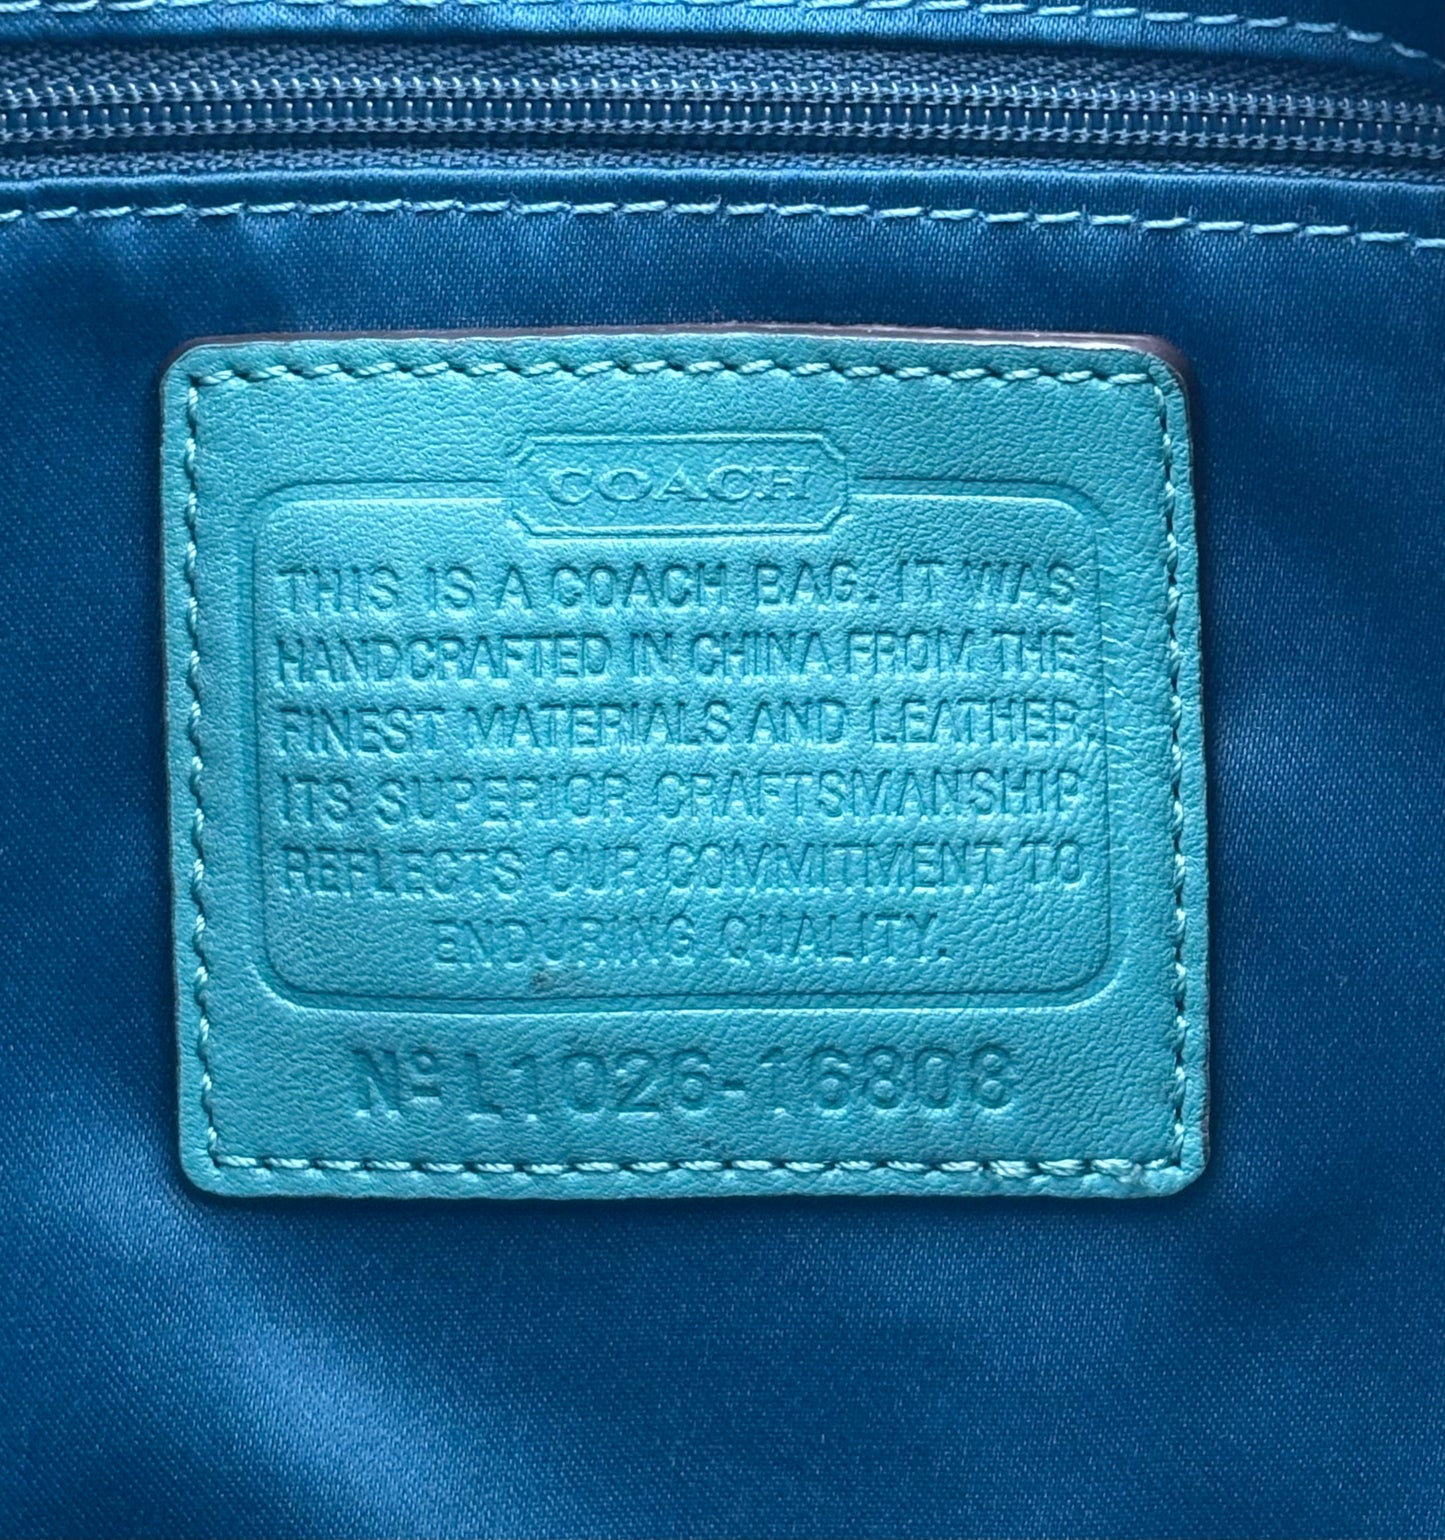 COACH
THIS IS A COACH BAG. IT WAS
HANDCRAFTED IN CHINA FROM THE
FINEST MATERIALS AND LEATHER.
ITS SUPERIOR CRAFTSMANSHIP
REFLECTS OUR COMMITMENT TO
ENDURING QUALITY.
Nº L1026-16808